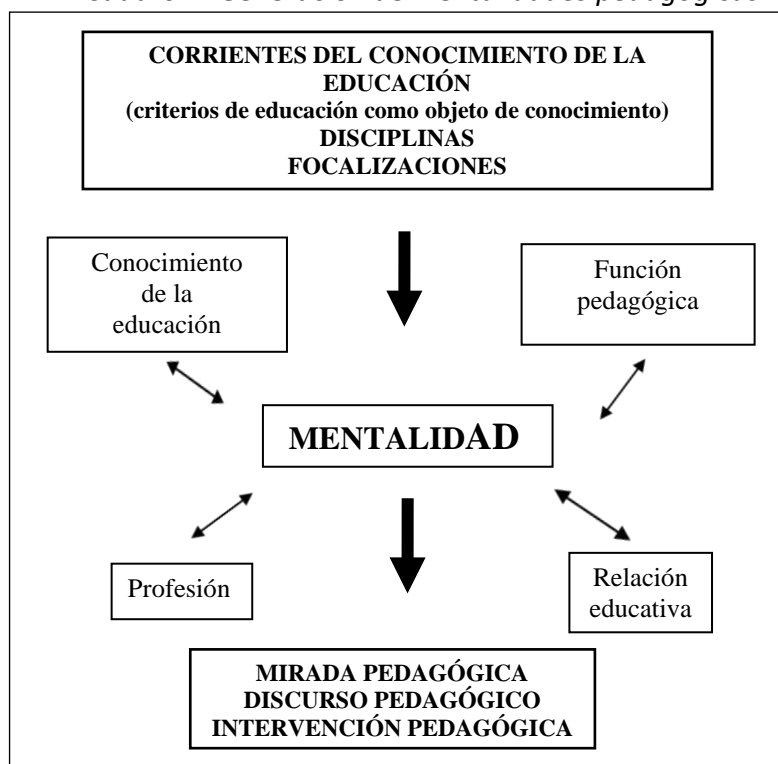 CORRIENTES DEL CONOCIMIENTO DE LA
EDUCACIÓN
(criterios de educación como objeto de conocimiento)
DISCIPLINAS
FOCALIZACIONES
Conocimiento
de la
educación
Función
pedagógica
MENTALIDAD
Profesión
Relación
educativa
MIRADA PEDAGÓGICA
DISCURSO PEDAGÓGICO
INTERVENCIÓN PEDAGÓGICA